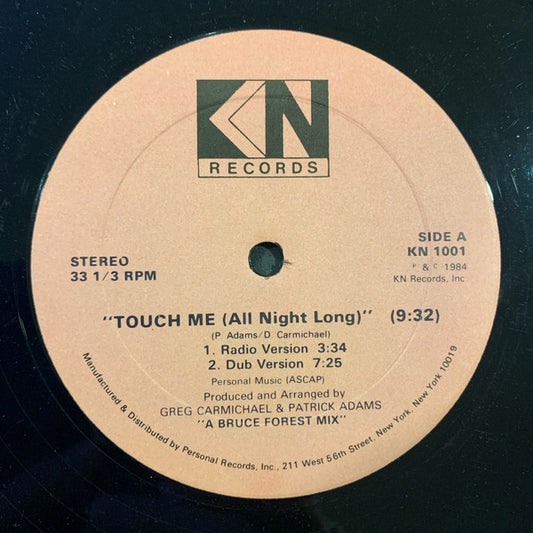 KN
RECORDS
STEREO
33 1/3 RPM
SIDE A
KN 1001
℗ & © 1984
KN Records, Inc.
"TOUCH ME (All Night Long)" (9:32)
(P. Adams/D. Carmichael)
1. Radio Version 3:34
2. Dub Version 7:25
Personal Music (ASCAP)
Produced and Arranged by
GREG CARMICHAEL & PATRICK ADAMS
"A BRUCE FOREST MIX"
Manufactured & Distributed by Personal Records, Inc., 211 West 56th Street, New York, New York 10019